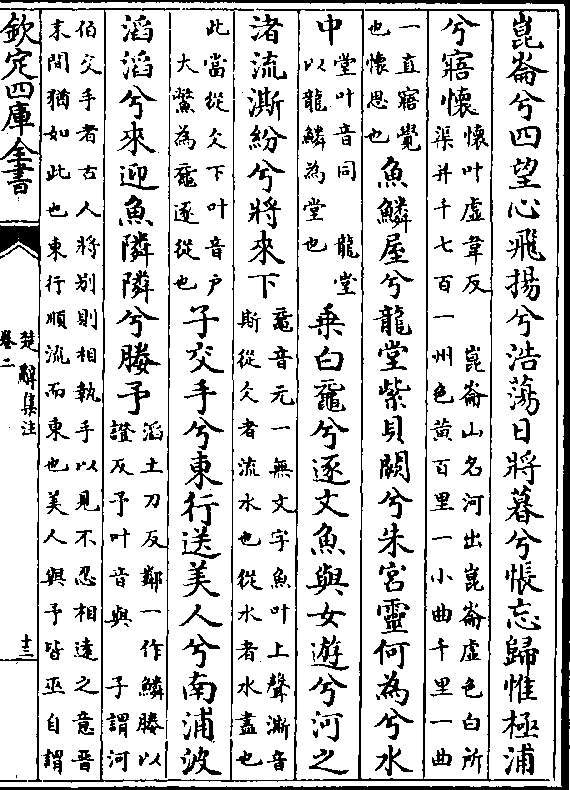 崑崙兮四望心飛揚兮浩蕩日將暮兮悵忘歸惟極浦
兮寤懷
懷叶虛韋反　崑崙山名河出崑崙虛色白所
渠并千七百一州色黃百里一小曲千里一曲
一直寤覺
也懷思也
魚鱗屋兮龍堂紫貝闕兮朱宮靈何為兮水
中
堂叶音同　龍堂
以龍鱗為堂也
乗白黿兮逐文魚與女遊兮河之
渚流澌紛兮將來下
黿音元一無文字魚叶上聲澌音
斯從仌者流水也從水者水盡也
此當從仌下叶音戶
大鱉為黿逐從也
子交手兮東行送美人兮南浦波
滔滔兮來迎魚隣隣兮媵予
滔土刀反鄰一作鱗媵以
證反予叶音與　子謂河
伯交手者古人將别則相執手以見不忍相逺之意晉
末間猶如此也東行順流而東也美人與予皆巫自謂
欽定四庫全書
楚辭集注
卷二
十三